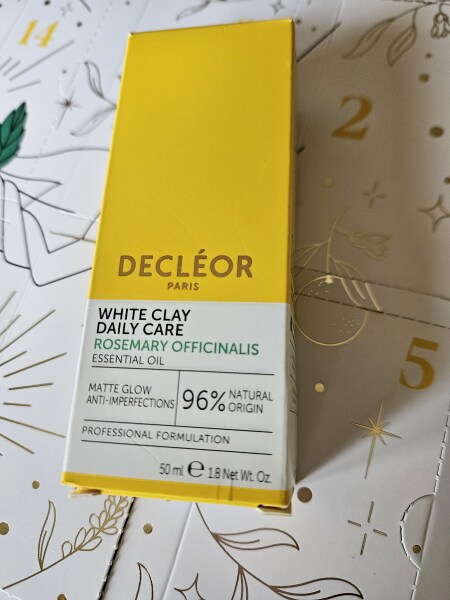 14
2
5
DECLÉOR
PARIS
WHITE CLAY
DAILY CARE
ROSEMARY OFFICINALIS
ESSENTIAL OIL
MATTE GLOW
ANTI-IMPERFECTIONS
96% NATURAL
ORIGIN
PROFESSIONAL FORMULATION
50 ml ℮ 1.8 Net Wt. Oz.